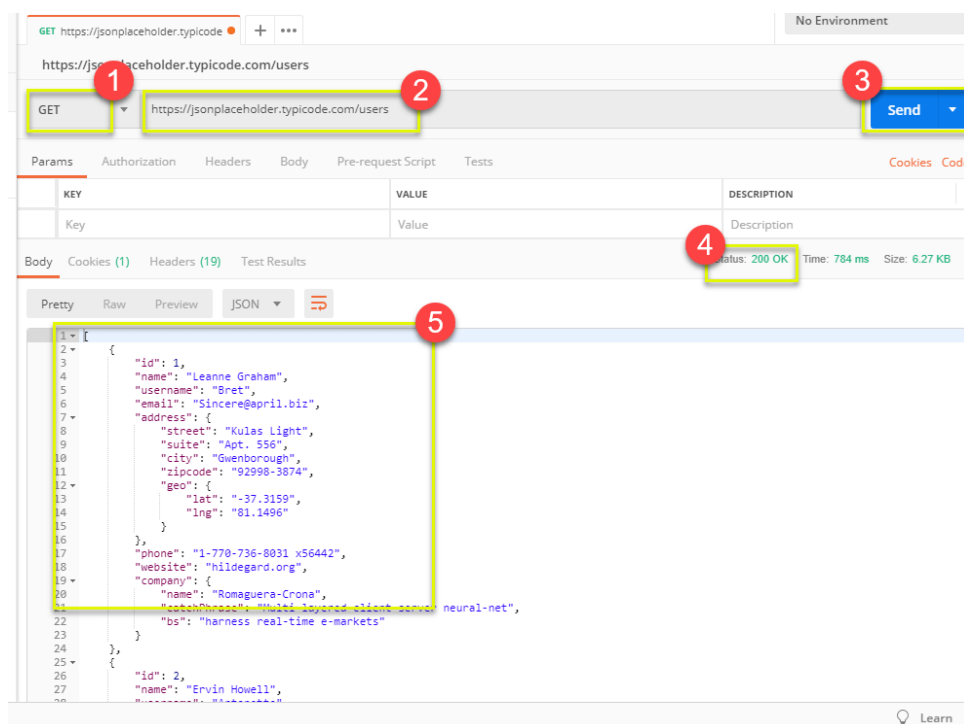 No Environment
GET https://jsonplaceholder.typicode + •••
https://jsonplaceholder.typicode.com/users
1
2
3
GET https://jsonplaceholder.typicode.com/users Send
Params Authorization Headers Body Pre-request Script Tests Cookies Code
KEY VALUE DESCRIPTION
Key Value Description
4
Body Cookies (1) Headers (19) Test Results Status: 200 OK Time: 784 ms Size: 6.27 KB
Pretty Raw Preview JSON
5
1 [
2 {
3 "id": 1,
4 "name": "Leanne Graham",
5 "username": "Bret",
6 "email": "Sincere@april.biz",
7 "address": {
8 "street": "Kulas Light",
9 "suite": "Apt. 556",
10 "city": "Gwenborough",
11 "zipcode": "92998-3874",
12 "geo": {
13 "lat": "-37.3159",
14 "lng": "81.1496"
15 }
16 },
17 "phone": "1-770-736-8031 x56442",
18 "website": "hildegard.org",
19 "company": {
20 "name": "Romaguera-Crona",
21 "catchPhrase": "Multi-layered client-server neural-net",
22 "bs": "harness real-time e-markets"
23 }
24 },
25 {
26 "id": 2,
27 "name": "Ervin Howell",
28 "username": "Antonette",
Learn